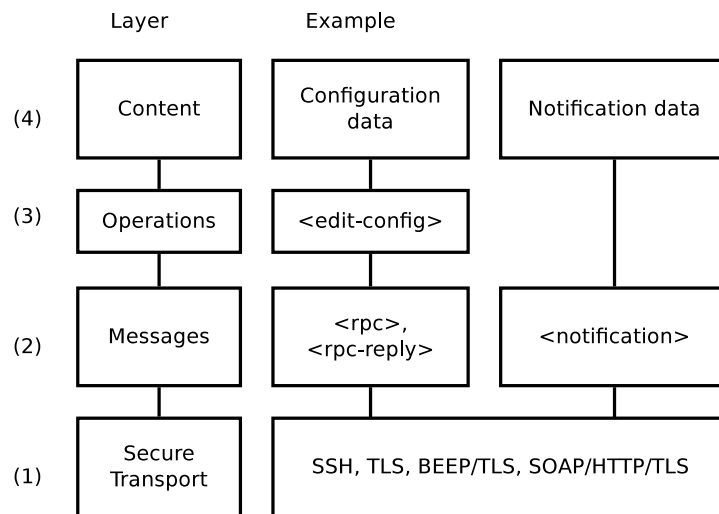 Layer Example
(4) Content Configuration data Notification data
(3) Operations <edit-config>
(2) Messages <rpc>, <rpc-reply> <notification>
(1) Secure Transport SSH, TLS, BEEP/TLS, SOAP/HTTP/TLS